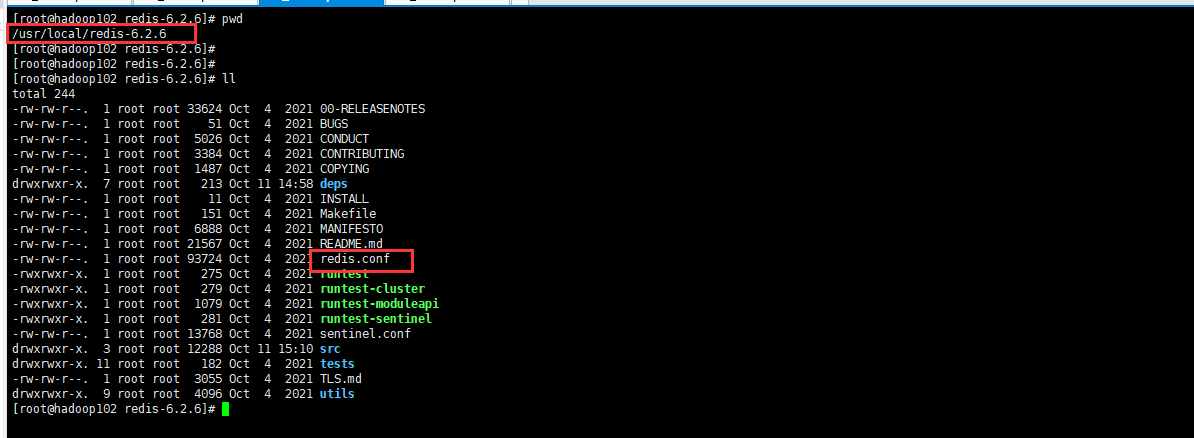 [root@hadoop102 redis-6.2.6]# pwd
/usr/local/redis-6.2.6
[root@hadoop102 redis-6.2.6]#
[root@hadoop102 redis-6.2.6]#
[root@hadoop102 redis-6.2.6]# ll
total 244
-rw-rw-r--.  1 root root 33624 Oct  4  2021 00-RELEASENOTES
-rw-rw-r--.  1 root root    51 Oct  4  2021 BUGS
-rw-rw-r--.  1 root root  5026 Oct  4  2021 CONDUCT
-rw-rw-r--.  1 root root  3384 Oct  4  2021 CONTRIBUTING
-rw-rw-r--.  1 root root  1487 Oct  4  2021 COPYING
drwxrwxr-x.  7 root root   213 Oct 11 14:58 deps
-rw-rw-r--.  1 root root    11 Oct  4  2021 INSTALL
-rw-rw-r--.  1 root root   151 Oct  4  2021 Makefile
-rw-rw-r--.  1 root root  6888 Oct  4  2021 MANIFESTO
-rw-rw-r--.  1 root root 21567 Oct  4  2021 README.md
-rw-rw-r--.  1 root root 93724 Oct  4  2021 redis.conf
-rwxrwxr-x.  1 root root   275 Oct  4  2021 runtest
-rwxrwxr-x.  1 root root   279 Oct  4  2021 runtest-cluster
-rwxrwxr-x.  1 root root  1079 Oct  4  2021 runtest-moduleapi
-rwxrwxr-x.  1 root root   281 Oct  4  2021 runtest-sentinel
-rw-rw-r--.  1 root root 13768 Oct  4  2021 sentinel.conf
drwxrwxr-x.  3 root root 12288 Oct 11 15:10 src
drwxrwxr-x. 11 root root   182 Oct  4  2021 tests
-rw-rw-r--.  1 root root  3055 Oct  4  2021 TLS.md
drwxrwxr-x.  9 root root  4096 Oct  4  2021 utils
[root@hadoop102 redis-6.2.6]#